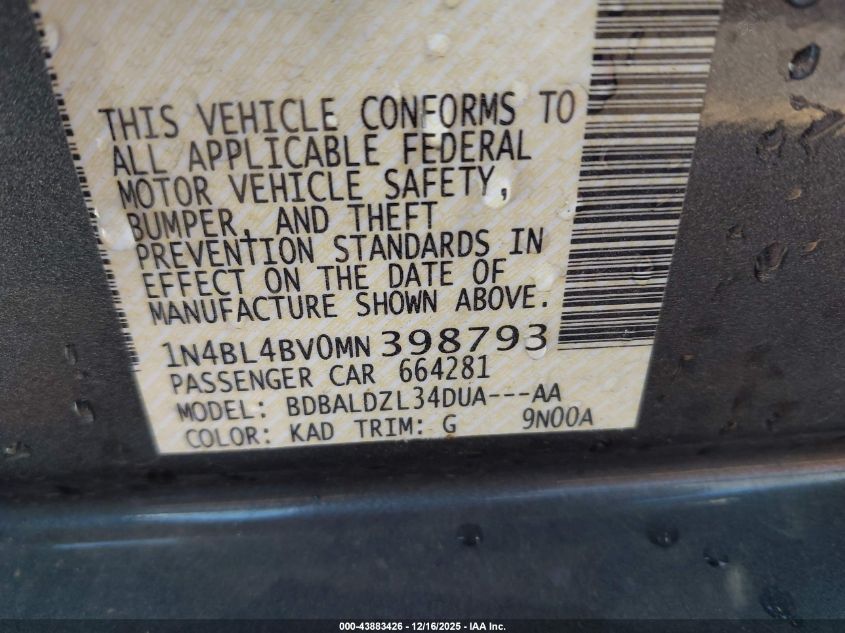 THIS VEHICLE CONFORMS TO
ALL APPLICABLE FEDERAL
MOTOR VEHICLE SAFETY,
BUMPER, AND THEFT
PREVENTION STANDARDS IN
EFFECT ON THE DATE OF
MANUFACTURE SHOWN ABOVE.
1N4BL4BV0MN 398793
PASSENGER CAR 664281
MODEL: BDBALDZL34DUA---AA
COLOR: KAD TRIM: G 9N00A
000-43883426 - 12/16/2025 - IAA Inc.